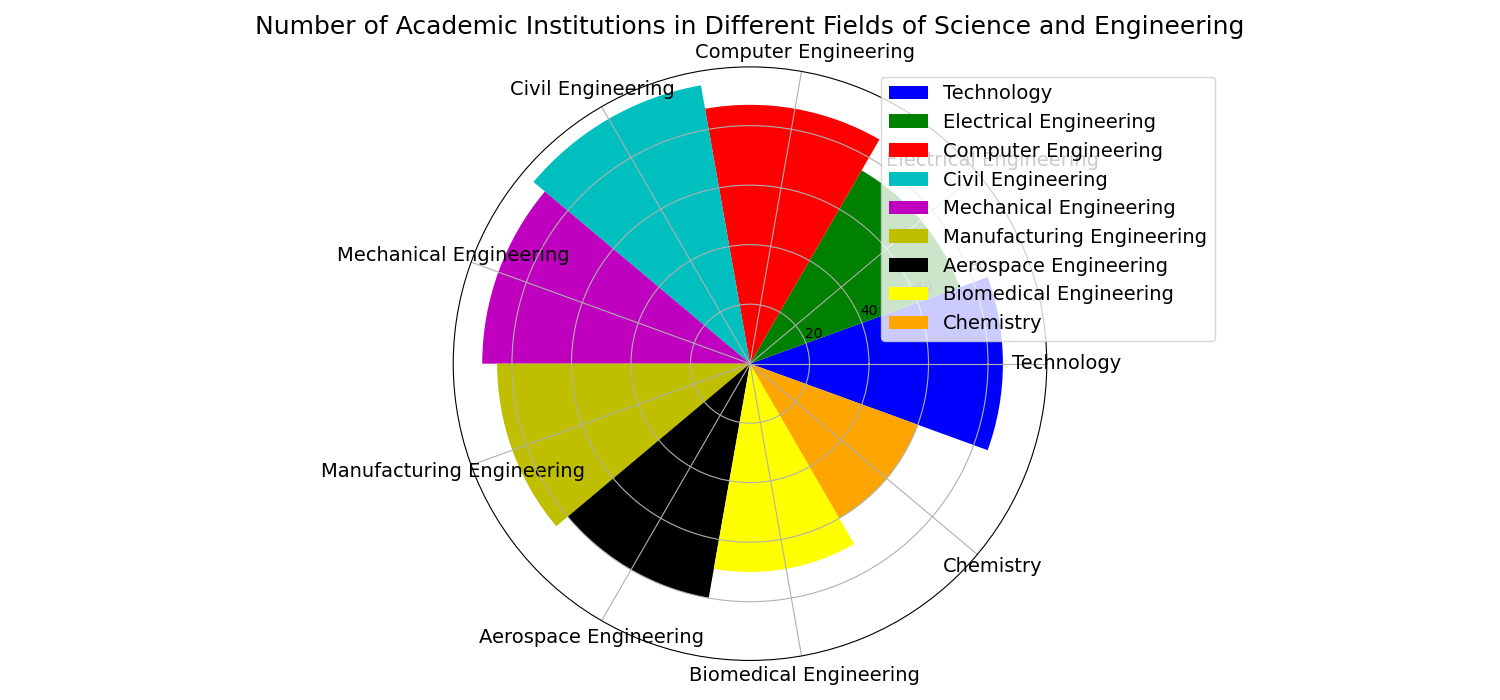 Number of Academic Institutions in Different Fields of Science and Engineering
Computer Engineering
Civil Engineering
Electrical Engineering
Mechanical Engineering
Technology
Manufacturing Engineering
Chemistry
Aerospace Engineering
Biomedical Engineering
20
40
60
80
Technology
Electrical Engineering
Computer Engineering
Civil Engineering
Mechanical Engineering
Manufacturing Engineering
Aerospace Engineering
Biomedical Engineering
Chemistry